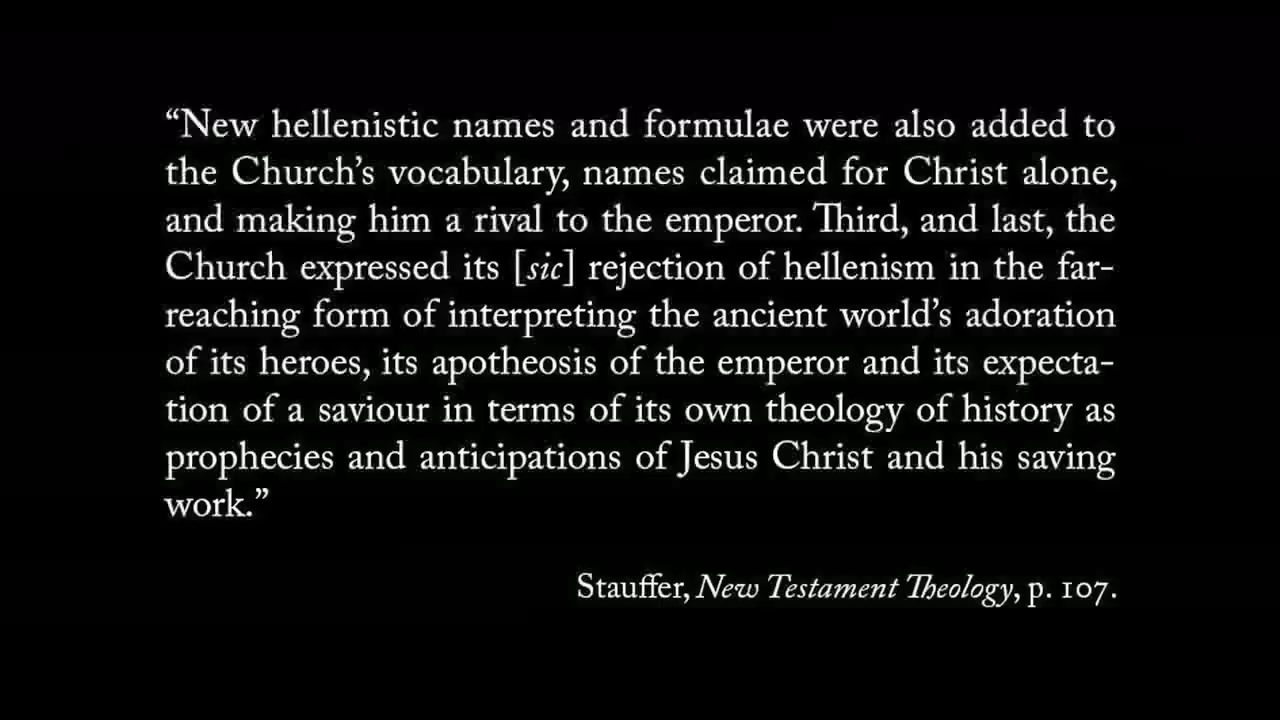 “New hellenistic names and formulae were also added to
the Church’s vocabulary, names claimed for Christ alone,
and making him a rival to the emperor. Third, and last, the
Church expressed its [sic] rejection of hellenism in the far-
reaching form of interpreting the ancient world’s adoration
of its heroes, its apotheosis of the emperor and its expecta-
tion of a saviour in terms of its own theology of history as
prophecies and anticipations of Jesus Christ and his saving
work.”
Stauffer, New Testament Theology, p. 107.